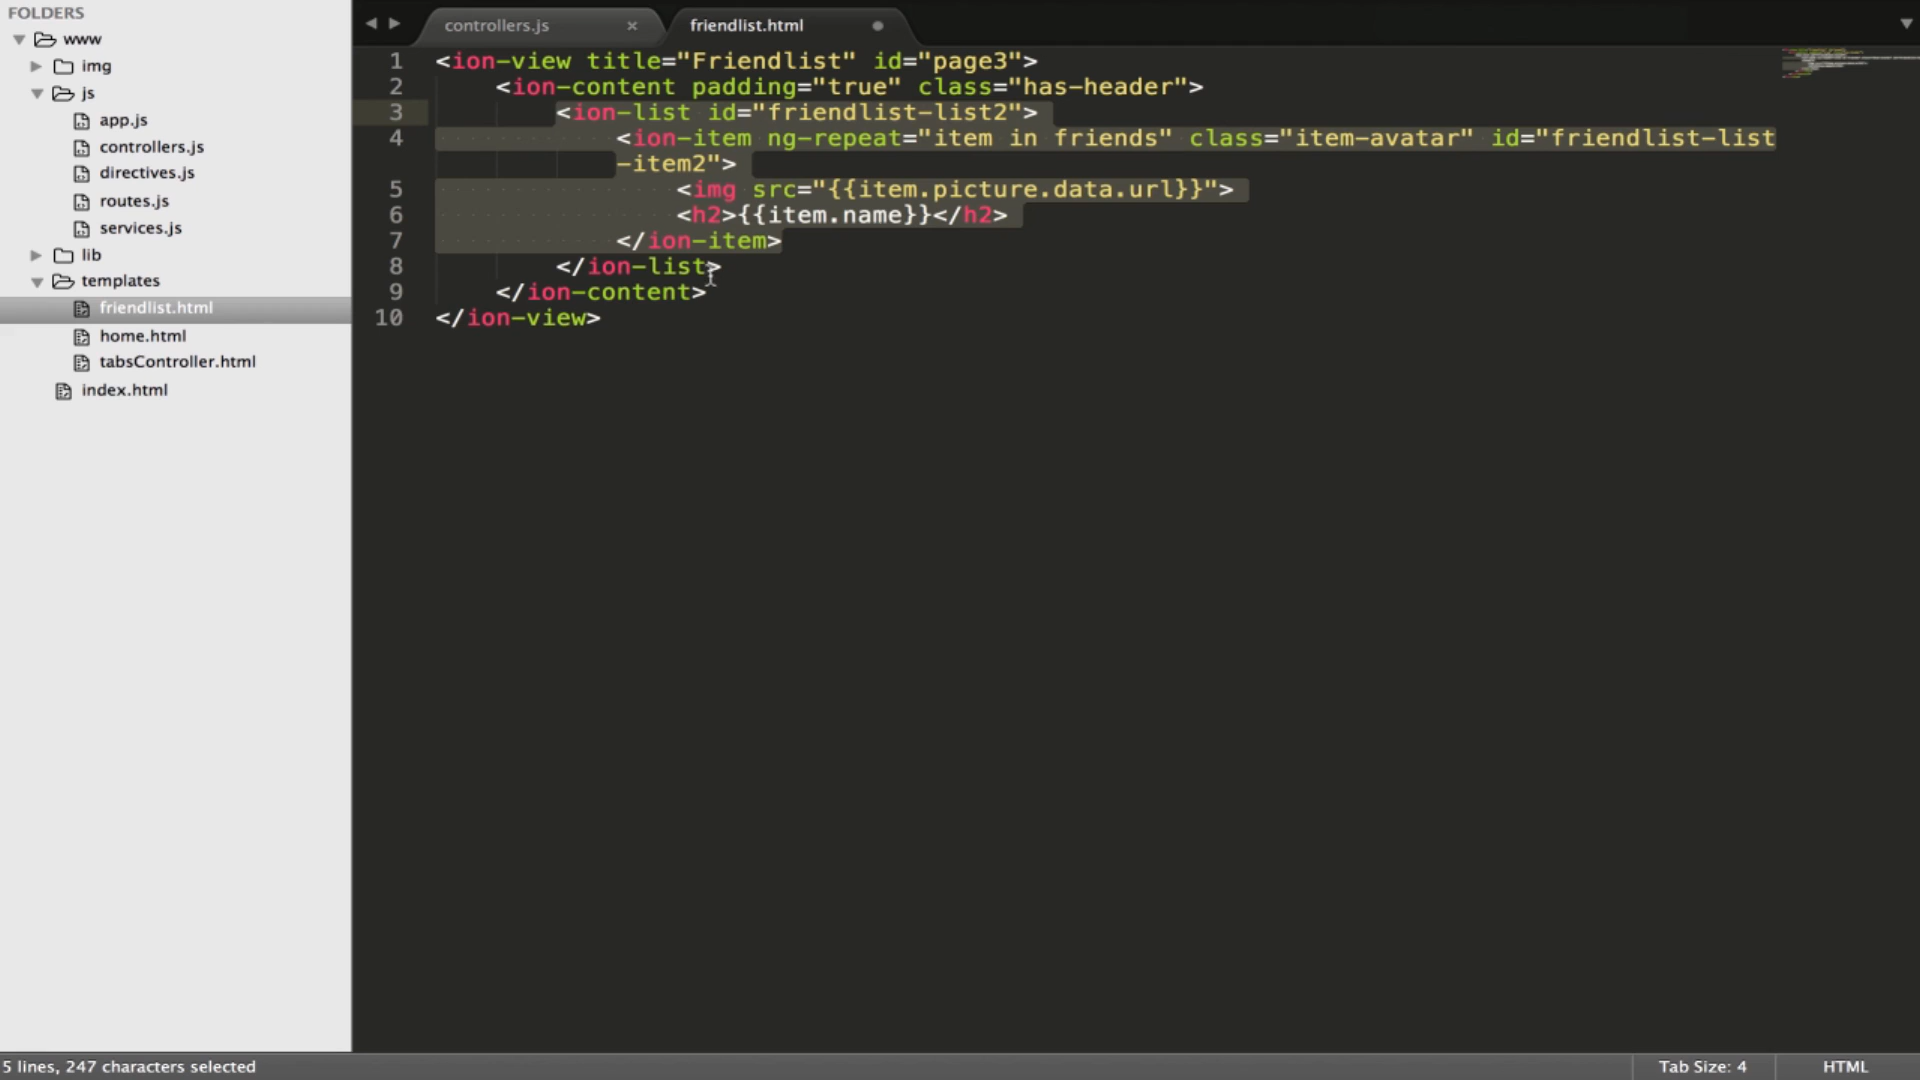 FOLDERS
www
img
js
app.js
controllers.js
directives.js
routes.js
services.js
lib
templates
friendlist.html
home.html
tabsController.html
index.html
controllers.js ×
friendlist.html
1 <ion-view title="Friendlist" id="page3">
2 <ion-content padding="true" class="has-header">
3 <ion-list id="friendlist-list2">
4 <ion-item ng-repeat="item in friends" class="item-avatar" id="friendlist-list
-item2">
5 <img src="{{item.picture.data.url}}">
6 <h2>{{item.name}}</h2>
7 </ion-item>
8 </ion-list>
9 </ion-content>
10 </ion-view>
5 lines, 247 characters selected
Tab Size: 4
HTML